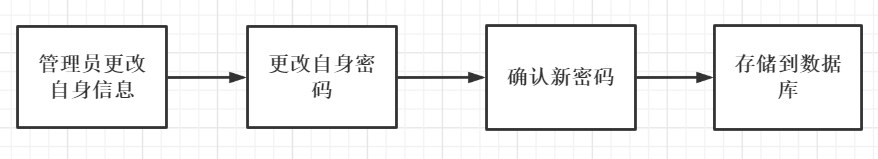 管理员更改
自身信息
更改自身密
码
确认新密码
存储到数据
库